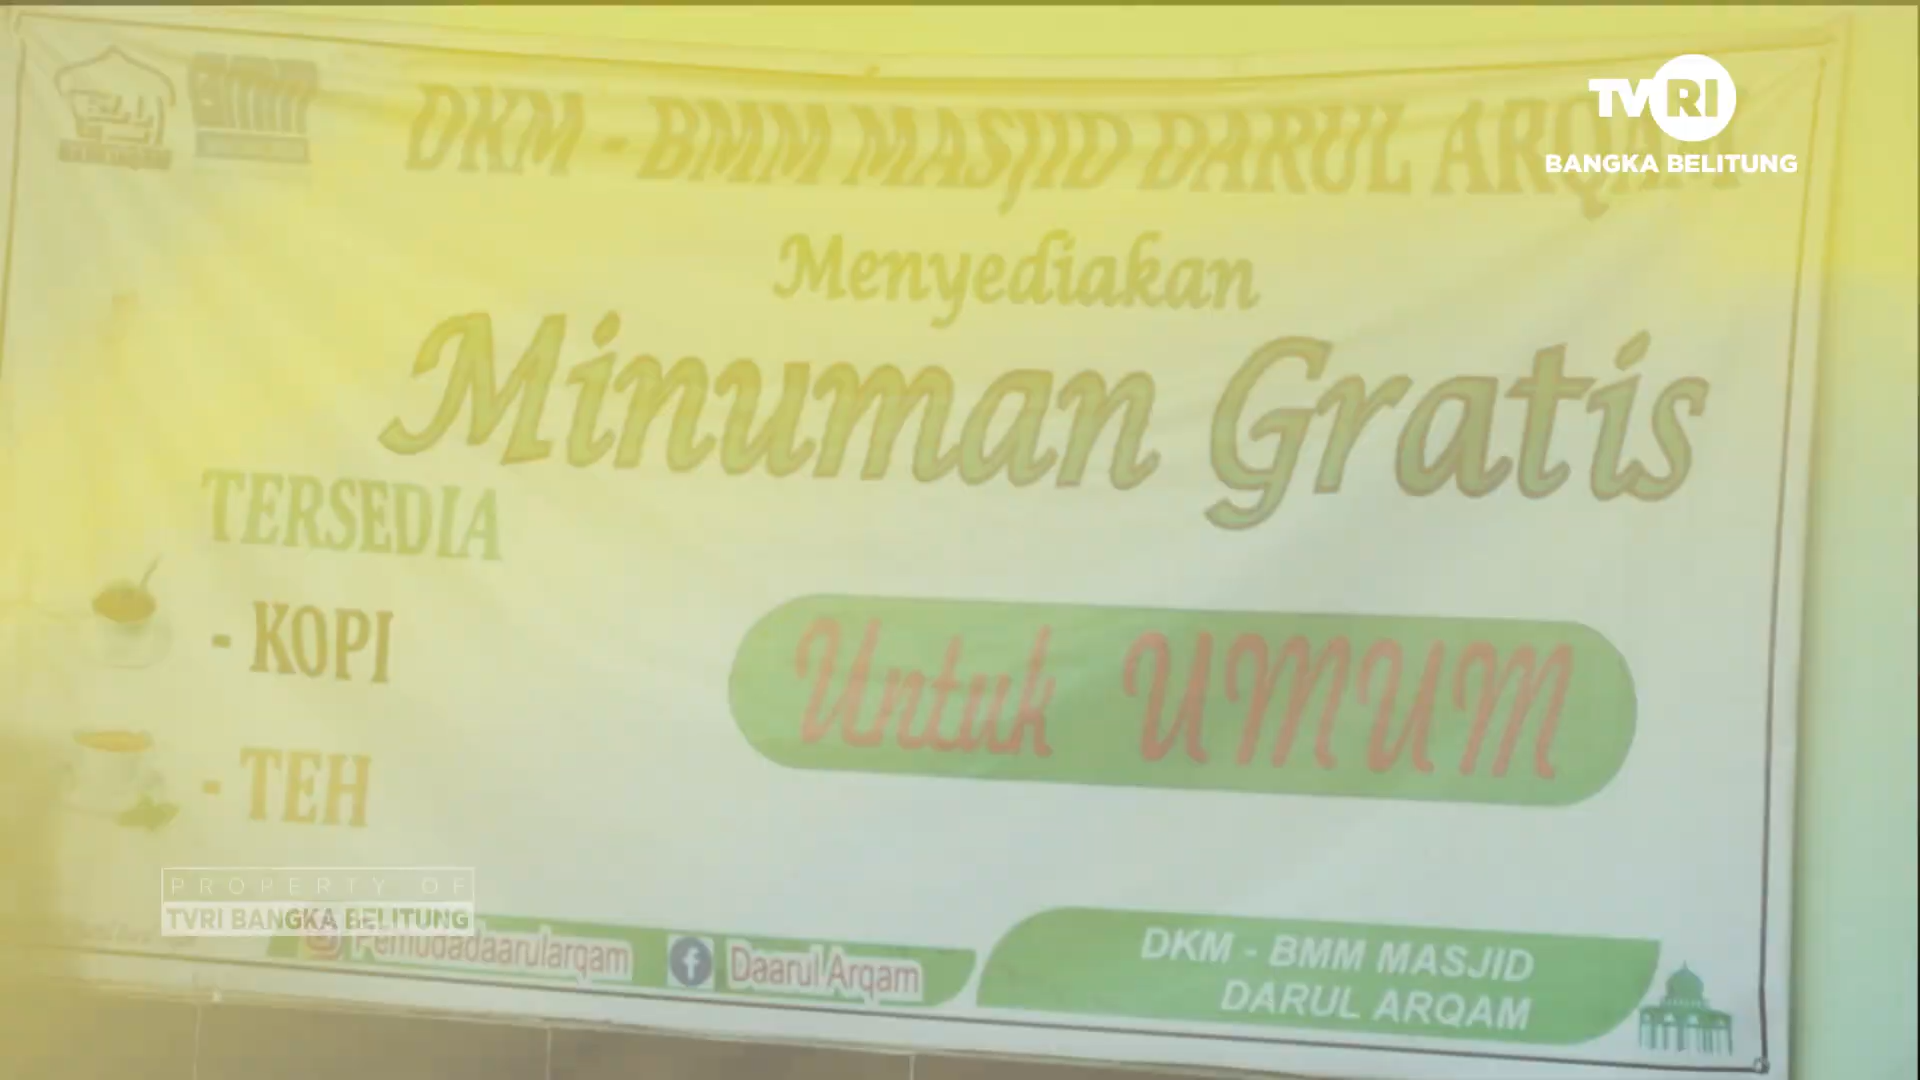 TVRI
BANGKA BELITUNG
DKM - BMM MASJID DARUL ARQAM
Menyediakan
Minuman Gratis
TERSEDIA
- KOPI
- TEH
Untuk UMUM
PROPERTY OF
TVRI BANGKA BELITUNG
Pemudadaarularqam
Daarul Arqam
DKM - BMM MASJID
DARUL ARQAM